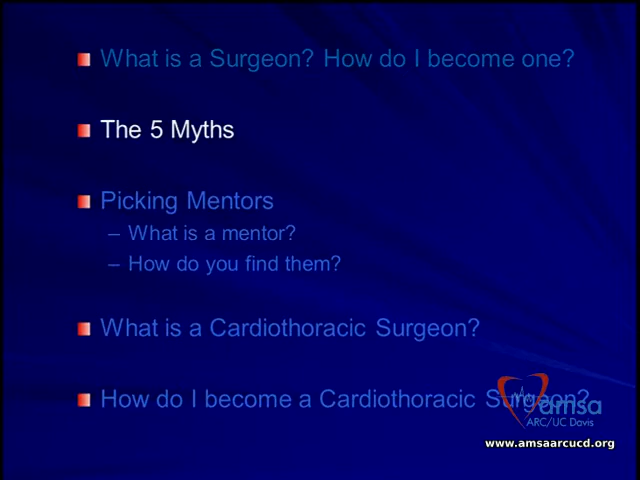 What is a Surgeon? How do I become one?
The 5 Myths
Picking Mentors
– What is a mentor?
– How do you find them?
What is a Cardiothoracic Surgeon?
How do I become a Cardiothoracic Surgeon?
amsa
ARC/UC Davis
www.amsaarcucd.org